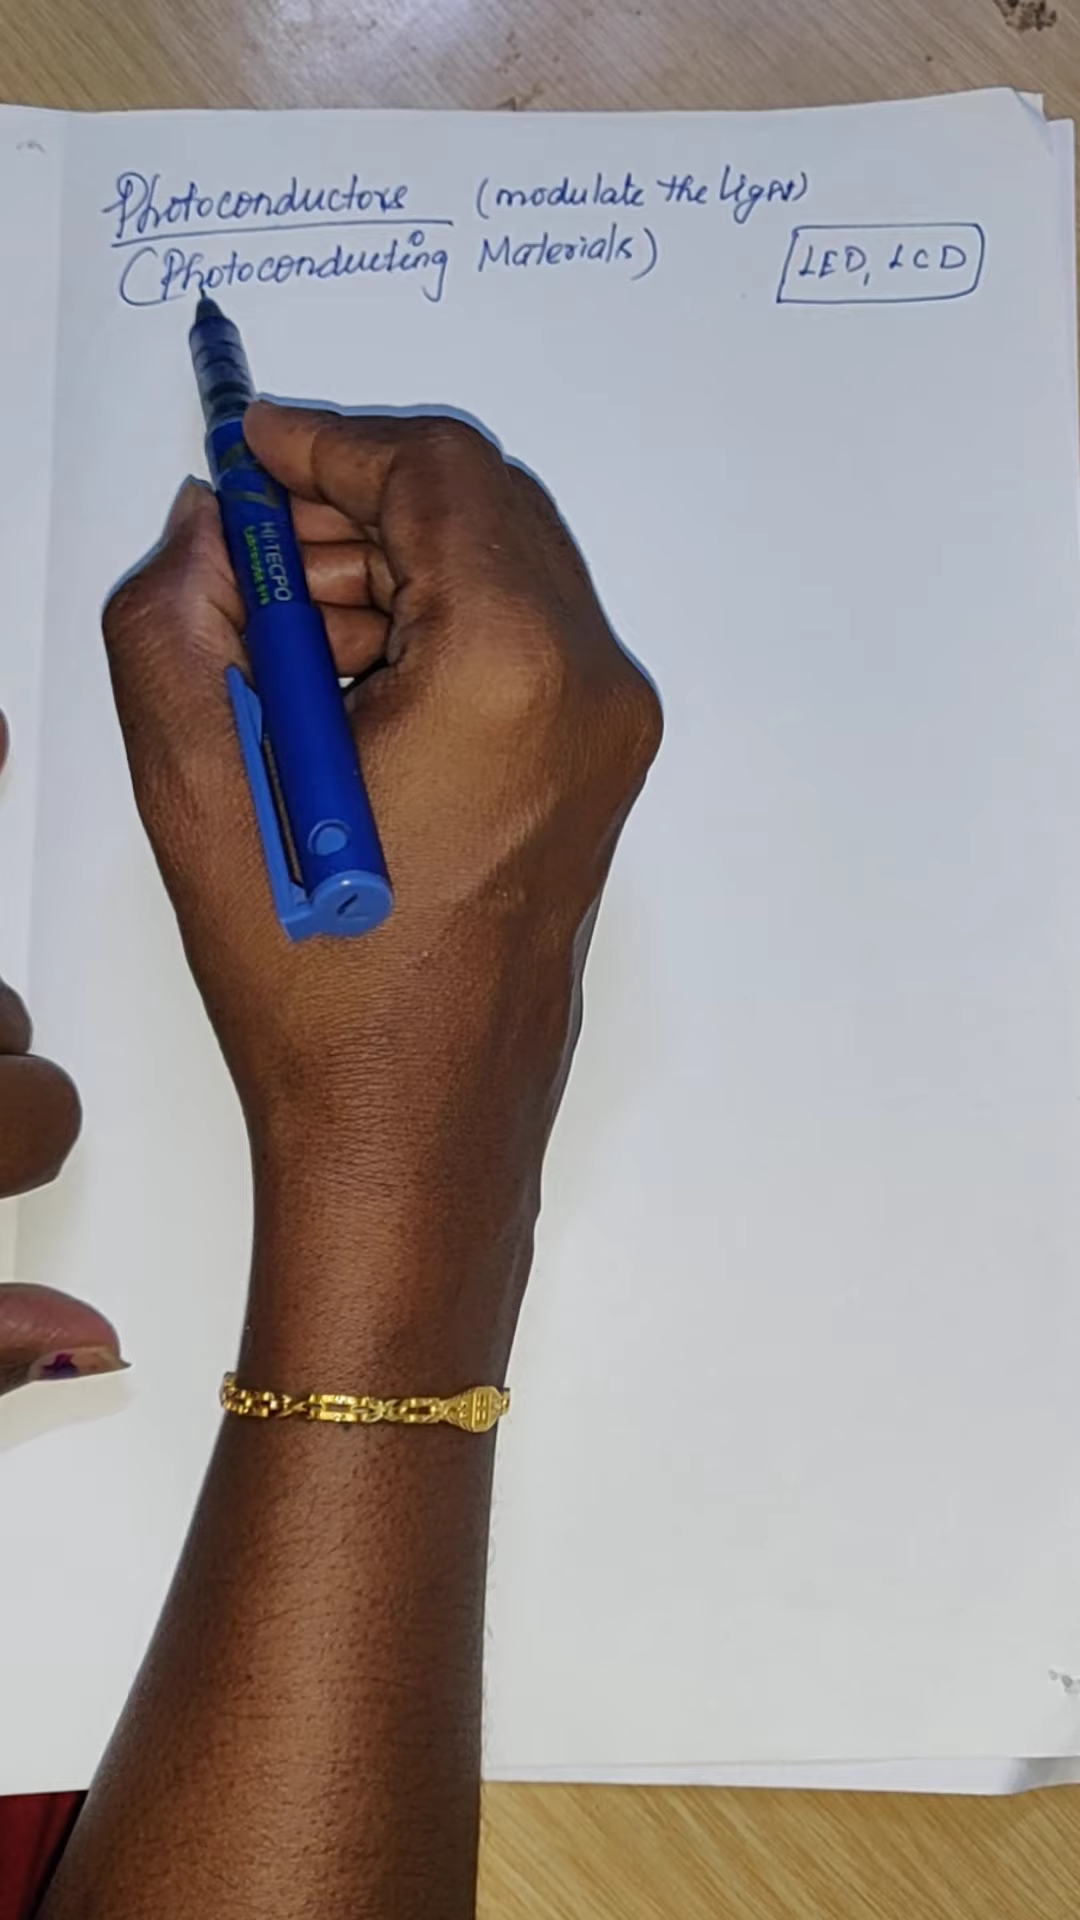 Photoconductors (modulate the Light)
(Photoconducting Materials)
LED, LCD
HI-TECPO